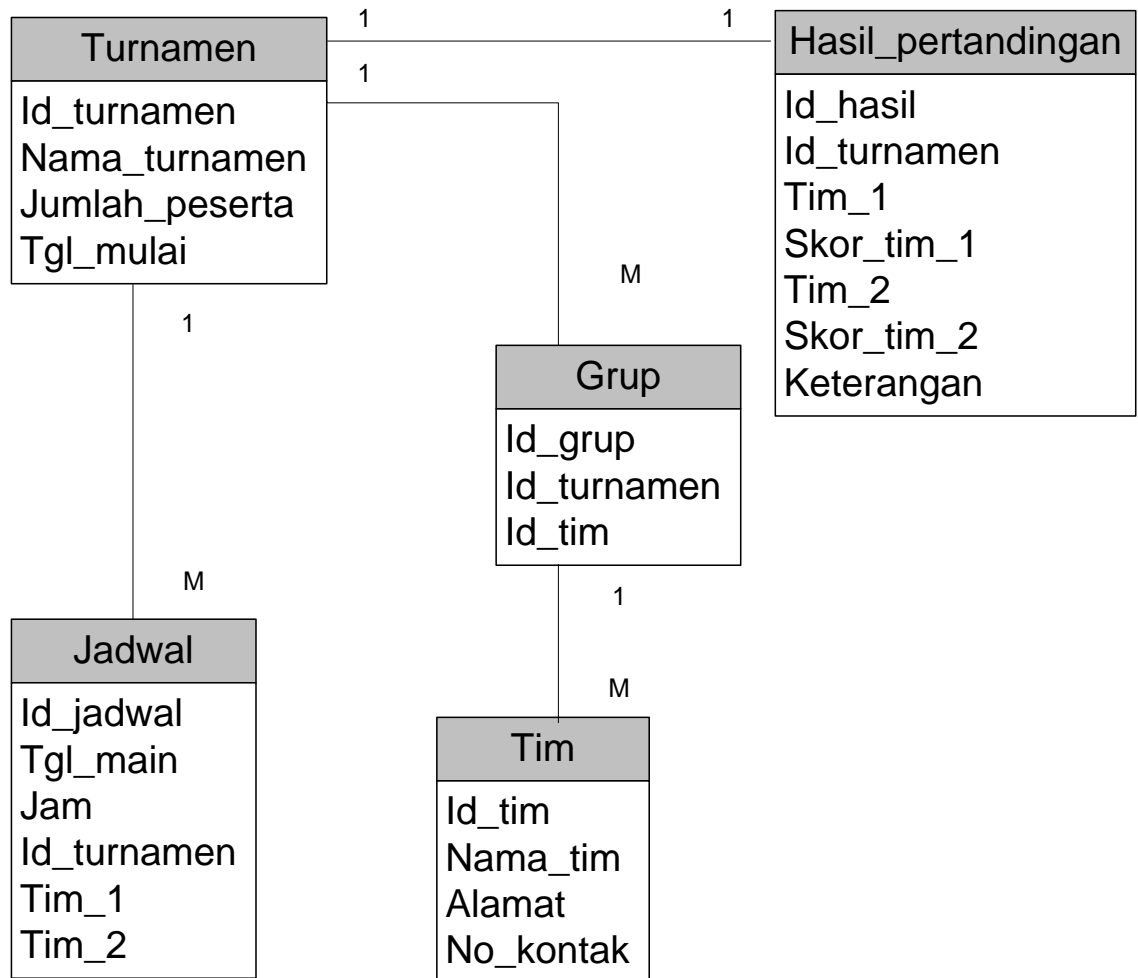 1
1
Turnamen
Id_turnamen
Nama_turnamen
Jumlah_peserta
Tgl_mulai
1
1
M
Hasil_pertandingan
Id_hasil
Id_turnamen
Tim_1
Skor_tim_1
Tim_2
Skor_tim_2
Keterangan
Grup
Id_grup
Id_turnamen
Id_tim
M
1
M
Jadwal
Id_jadwal
Tgl_main
Jam
Id_turnamen
Tim_1
Tim_2
Tim
Id_tim
Nama_tim
Alamat
No_kontak